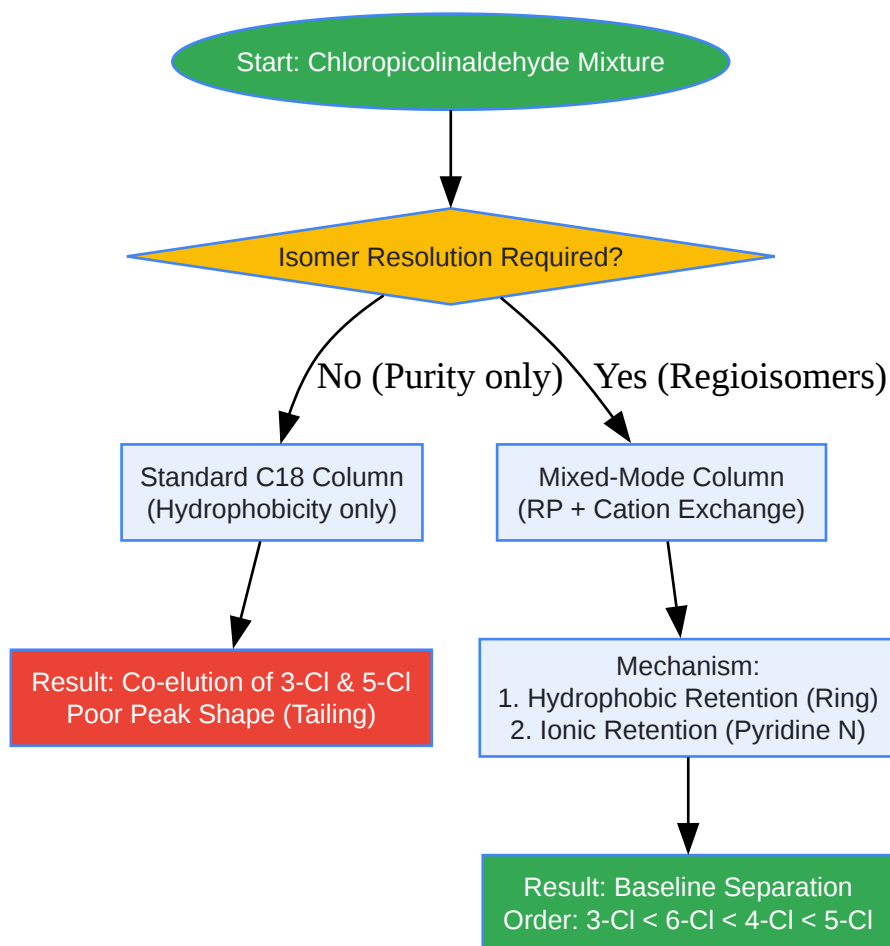 Start: Chloropicolinaldehyde Mixture
Isomer Resolution Required?
No (Purity only)
Yes (Regioisomers)
Standard C18 Column
(Hydrophobicity only)
Mixed-Mode Column
(RP + Cation Exchange)
Result: Co-elution of 3-Cl & 5-Cl
Poor Peak Shape (Tailing)
Mechanism:
1. Hydrophobic Retention (Ring)
2. Ionic Retention (Pyridine N)
Result: Baseline Separation
Order: 3-Cl < 6-Cl < 4-Cl < 5-Cl